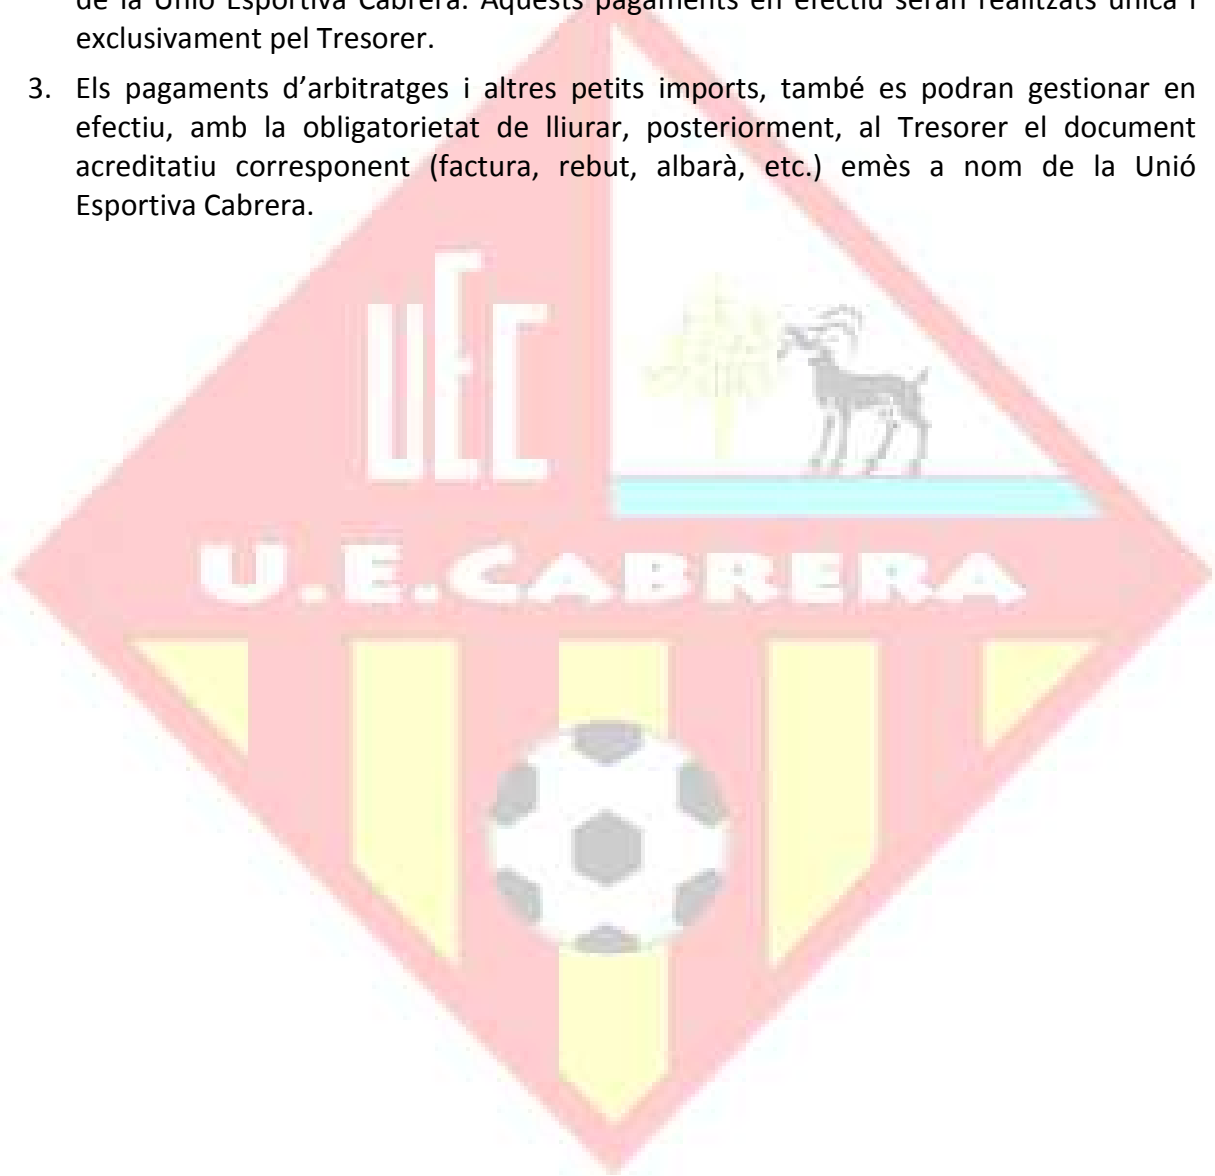 de la Unió Esportiva Cabrera. Aquests pagaments en efectiu seran realitzats única i
exclusivament pel Tresorer.
3. Els pagaments d’arbitratges i altres petits imports, també es podran gestionar en
efectiu, amb la obligatorietat de lliurar, posteriorment, al Tresorer el document
acreditatiu corresponent (factura, rebut, albarà, etc.) emès a nom de la Unió
Esportiva Cabrera.
UEC
U.E.CABRERA